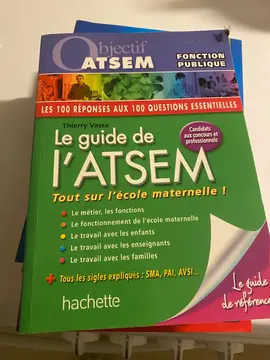 Objectif
ATSEM
FONCTION
PUBLIQUE
LES 100 RÉPONSES AUX 100 QUESTIONS ESSENTIELLES
Thierry Vasse
Candidats
aux concours et
professionnels
Le guide de
l'ATSEM
Tout sur l'école maternelle !
Le métier, les fonctions
Le fonctionnement de l'école maternelle
Le travail avec les enfants
Le travail avec les enseignants
Le travail avec les familles
+ Tous les sigles expliqués : SMA, PAI, AVSI...
Le guide
de référence
hachette